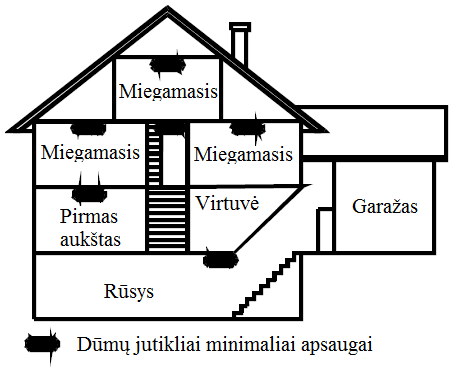 Miegamasis
Miegamasis
Miegamasis
Pirmas
aukštas
Virtuvė
Garažas
Rūsys
Dūmų jutikliai minimaliai apsaugai